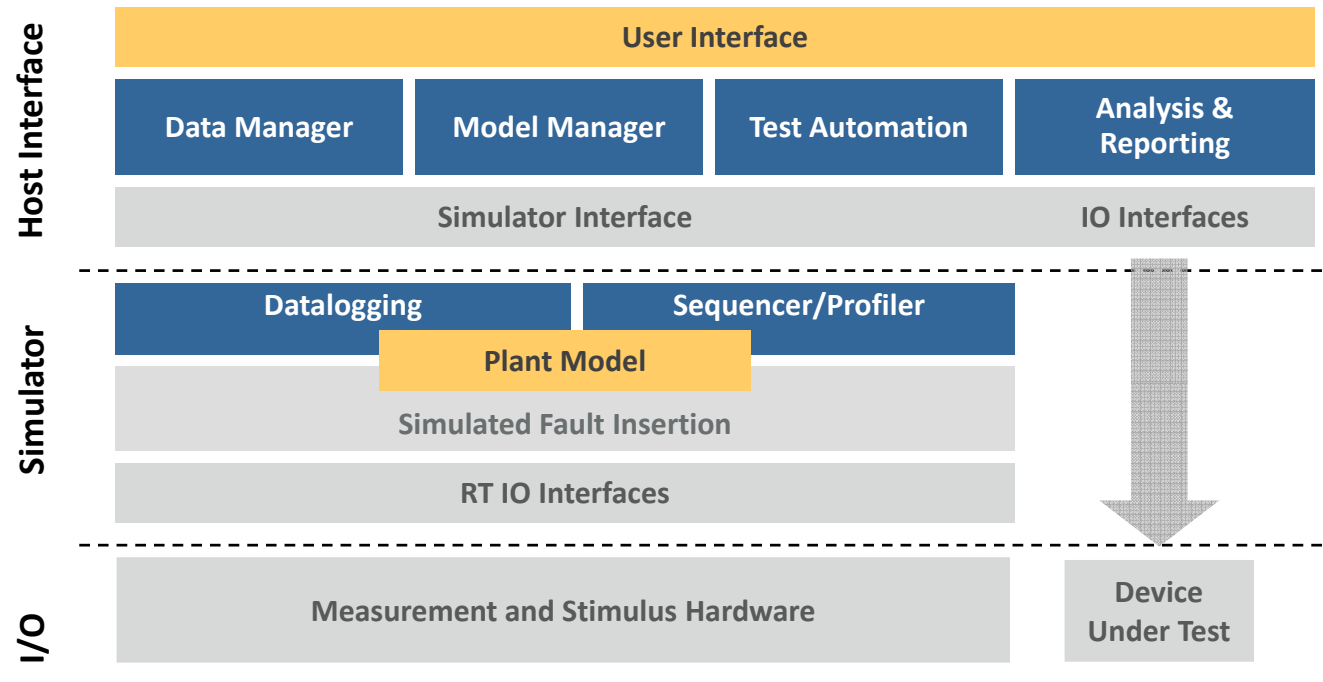 Host Interface
User Interface
Data Manager
Model Manager
Test Automation
Analysis &
Reporting
Simulator Interface
IO Interfaces
Simulator
Datalogging
Sequencer/Profiler
Plant Model
Simulated Fault Insertion
RT IO Interfaces
I/O
Measurement and Stimulus Hardware
Device
Under Test